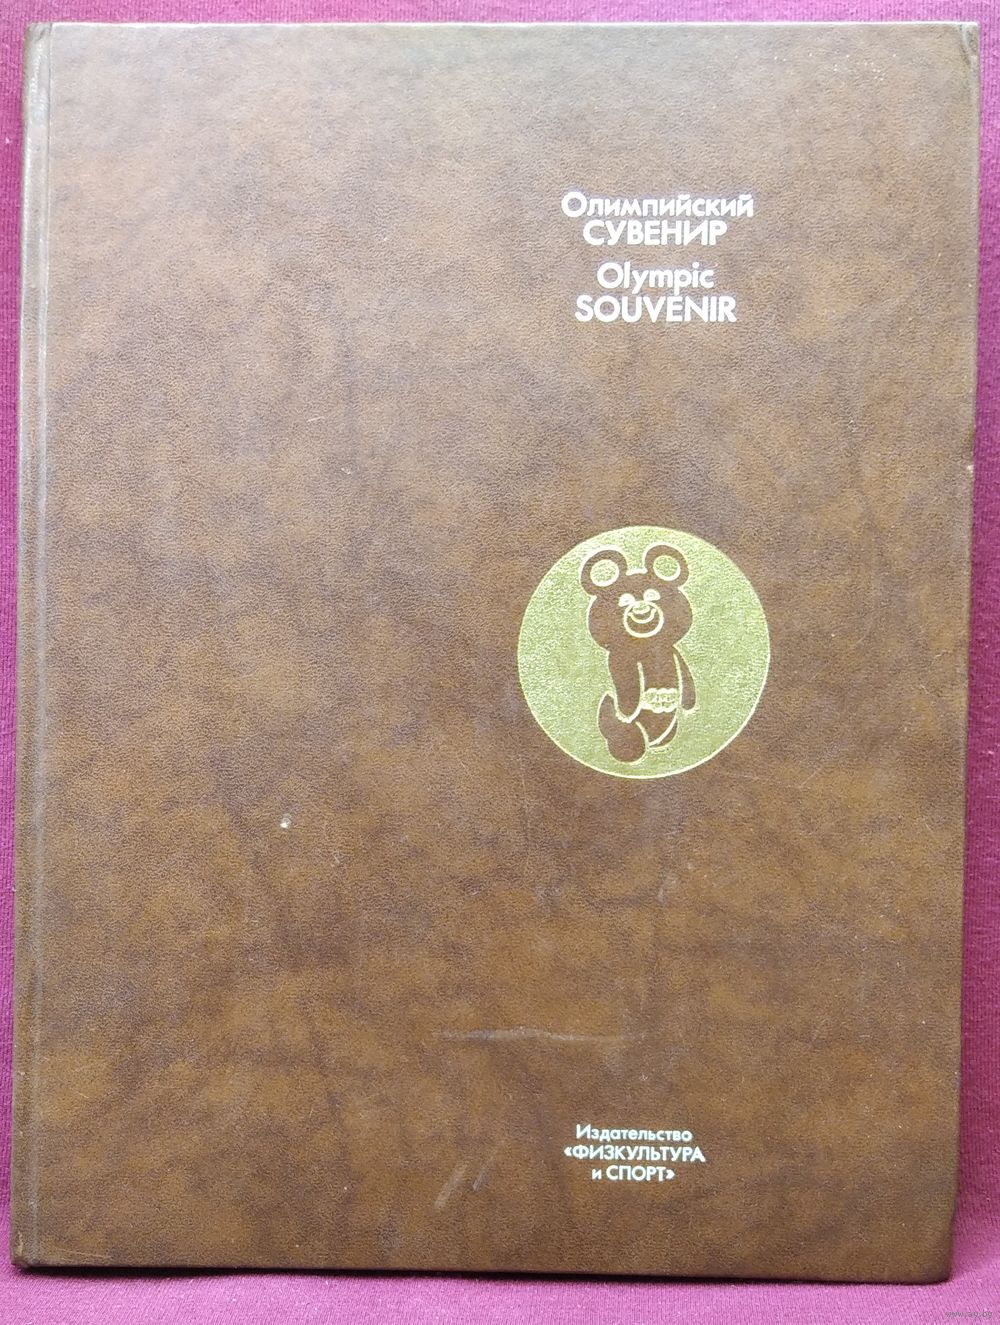 Олимпийский
СУВЕНИР
Olympic
SOUVENIR
Издательство
«ФИЗКУЛЬТУРА
и СПОРТ»